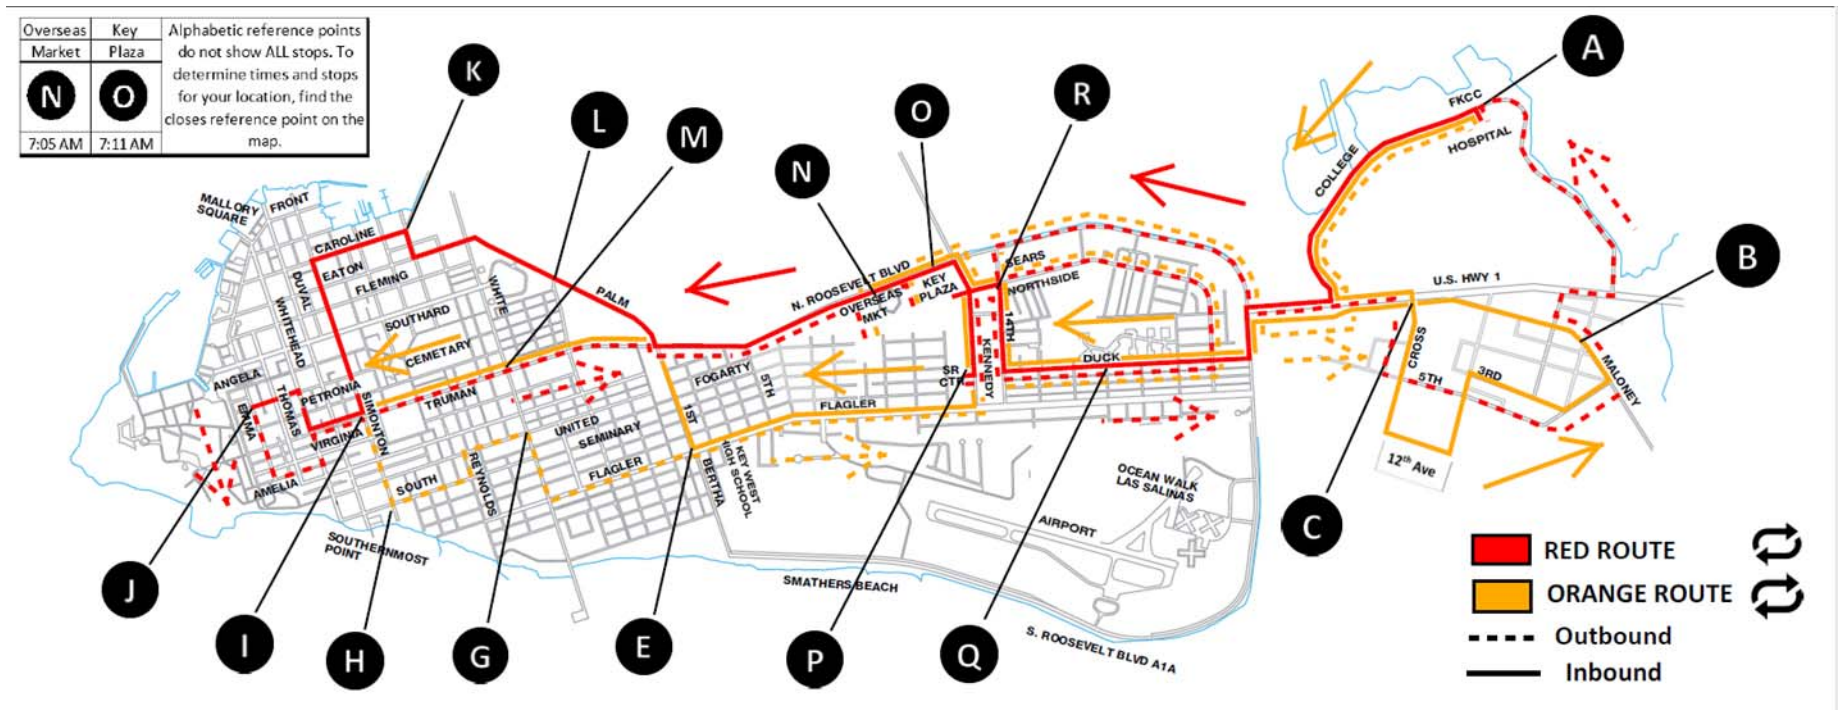 Overseas
Market
Key
Plaza
N
O
7:05 AM
7:11 AM
Alphabetic reference points
do not show ALL stops. To
determine times and stops
for your location, find the
closes reference point on the
map.
K
L
M
N
O
R
A
B
C
Q
P
E
G
H
I
J
MALLORY
SQUARE
FRONT
CAROLINE
EATON
FLEMING
DUVAL
WHITEHEAD
SOUTHARD
WHITE
PALM
CEMETARY
ANGELA
PETRONIA
TRUMAN
EMMA
THOMAS
SIMONTON
VIRGINIA
AMELIA
UNITED
SEMINARY
SOUTH
REYNOLDS
FLAGLER
SOUTHERNMOST
POINT
1ST
FOGARTY
5TH
BERTHA
KEY WEST
HIGH SCHOOL
FLAGLER
N. ROOSEVELT BLVD
OVERSEAS
MKT
KEY
PLAZA
SEARS
NORTHSIDE
14TH
KENNEDY
SR
CTR
DUCK
SMATHERS BEACH
S. ROOSEVELT BLVD A1A
AIRPORT
OCEAN WALK
LAS SALINAS
COLLEGE
FKCC
HOSPITAL
U.S. HWY 1
CROSS
5TH
3RD
MALONEY
12th Ave
RED ROUTE
ORANGE ROUTE
Outbound
Inbound